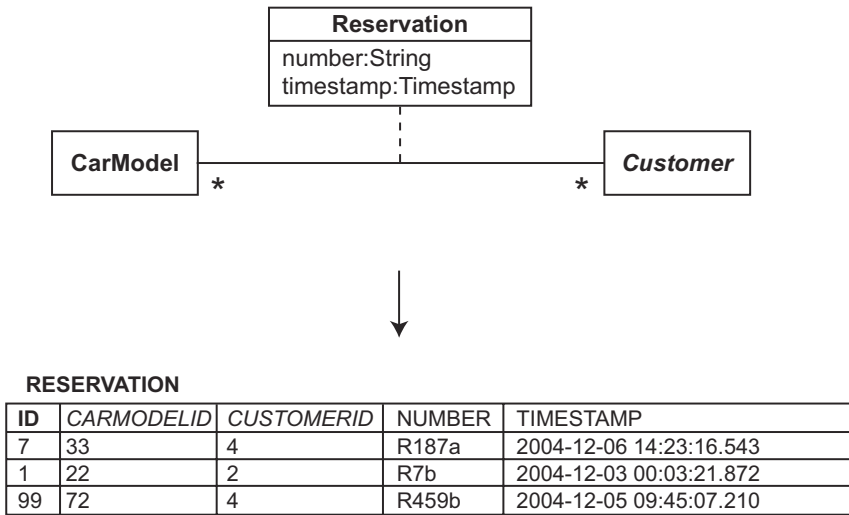 Reservation
number:String
timestamp:Timestamp
CarModel
*
*
Customer
RESERVATION
ID CARMODELID CUSTOMERID NUMBER TIMESTAMP
7 33 4 R187a 2004-12-06 14:23:16.543
1 22 2 R7b 2004-12-03 00:03:21.872
99 72 4 R459b 2004-12-05 09:45:07.210